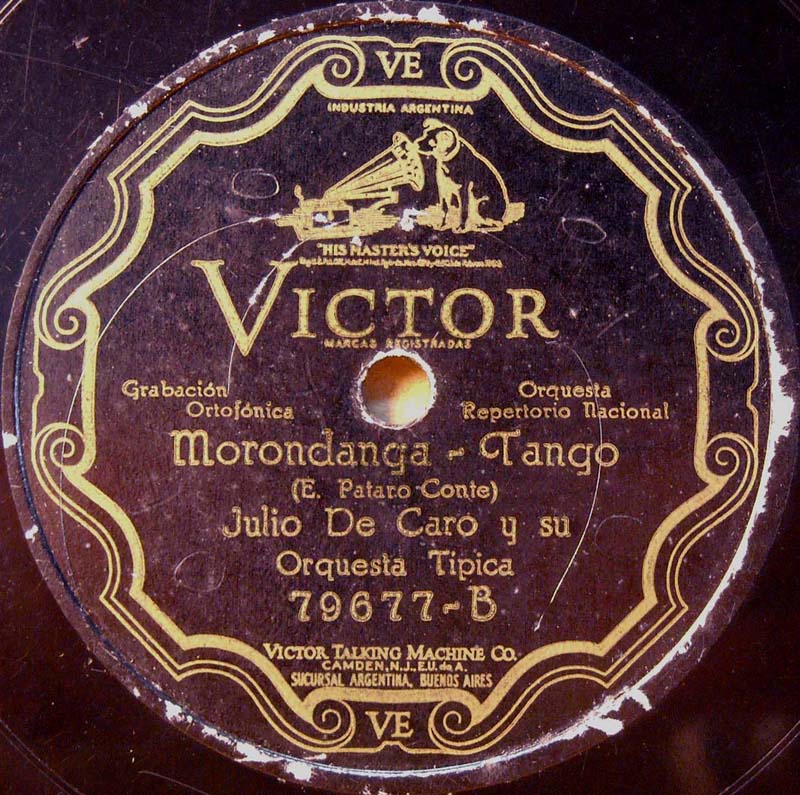 VE
INDUSTRIA ARGENTINA
"HIS MASTER'S VOICE"
VICTOR
MARCAS REGISTRADAS
Grabación
Ortofónica
Orquesta
Repertorio Nacional
Morondanga - Tango
(E. Pataro-Conte)
Julio De Caro y su
Orquesta Tipica
79677-B
VICTOR TALKING MACHINE CO.
CAMDEN, N.J., E.U. de A.
SUCURSAL ARGENTINA, BUENOS AIRES
VE